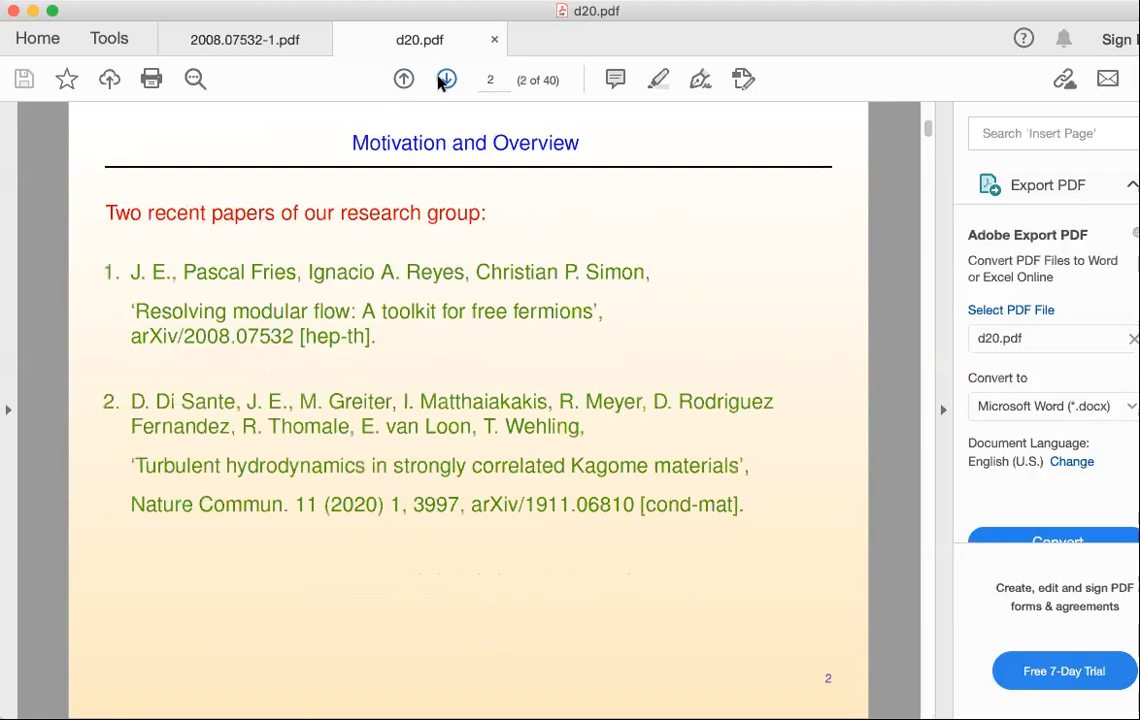 d20.pdf
Home
Tools
2008.07532-1.pdf
d20.pdf
×
Sign
2
(2 of 40)
Motivation and Overview
Two recent papers of our research group:
1. J. E., Pascal Fries, Ignacio A. Reyes, Christian P. Simon,
‘Resolving modular flow: A toolkit for free fermions’,
arXiv/2008.07532 [hep-th].
2. D. Di Sante, J. E., M. Greiter, I. Matthaiakakis, R. Meyer, D. Rodriguez
Fernandez, R. Thomale, E. van Loon, T. Wehling,
‘Turbulent hydrodynamics in strongly correlated Kagome materials’,
Nature Commun. 11 (2020) 1, 3997, arXiv/1911.06810 [cond-mat].
2
Search 'Insert Page'
Export PDF
Adobe Export PDF
Convert PDF Files to Word
or Excel Online
Select PDF File
d20.pdf
Convert to
Microsoft Word (*.docx)
Document Language:
English (U.S.) Change
Convert
Create, edit and sign PDF
forms & agreements
Free 7-Day Trial